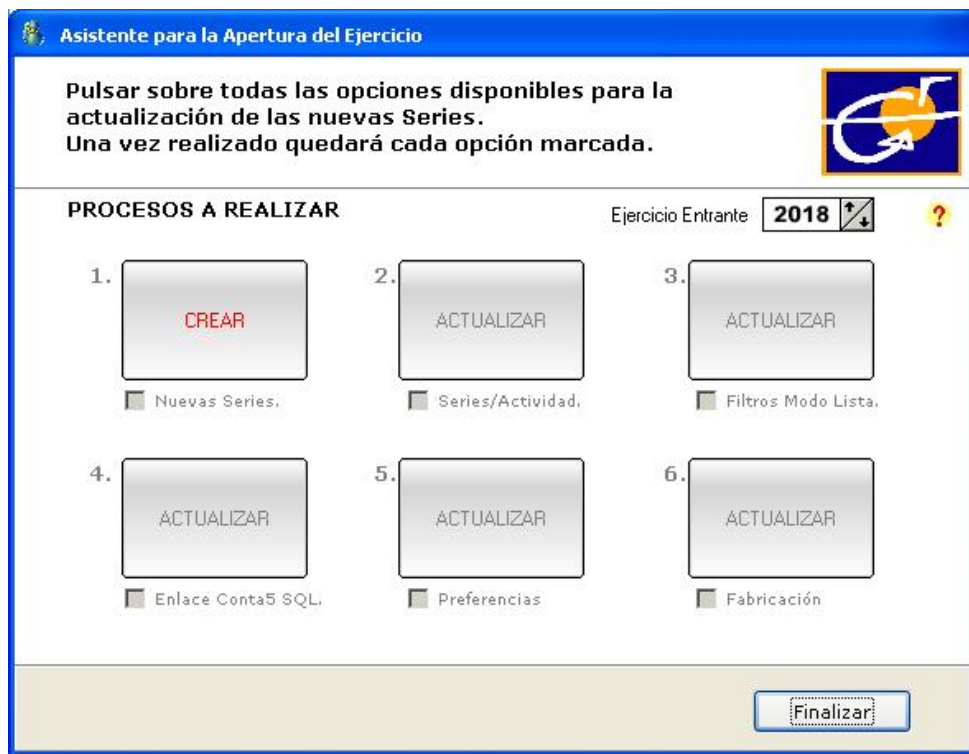 Asistente para la Apertura del Ejercicio
Pulsar sobre todas las opciones disponibles para la
actualización de las nuevas Series.
Una vez realizado quedará cada opción marcada.
PROCESOS A REALIZAR
Ejercicio Entrante 2018 ?
1. CREAR
Nuevas Series.
2. ACTUALIZAR
Series/Actividad.
3. ACTUALIZAR
Filtros Modo Lista.
4. ACTUALIZAR
Enlace Conta5 SQL.
5. ACTUALIZAR
Preferencias
6. ACTUALIZAR
Fabricación
Finalizar